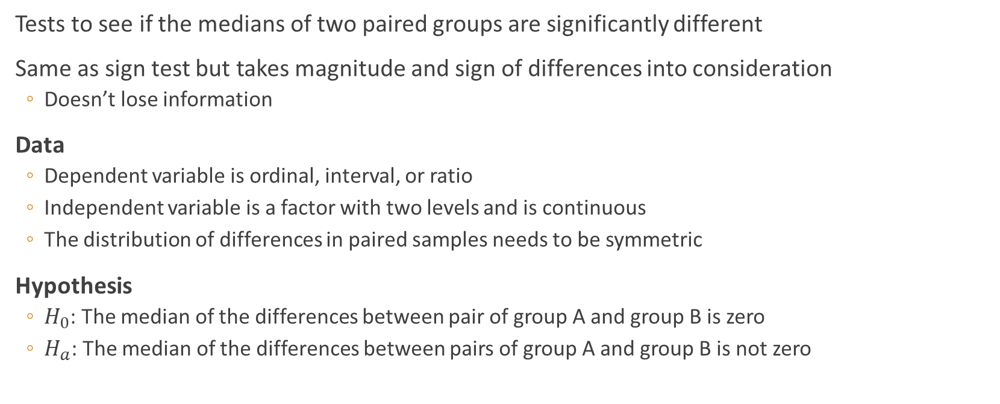 Tests to see if the medians of two paired groups are significantly different
Same as sign test but takes magnitude and sign of differences into consideration
◦ Doesn’t lose information
Data
◦ Dependent variable is ordinal, interval, or ratio
◦ Independent variable is a factor with two levels and is continuous
◦ The distribution of differences in paired samples needs to be symmetric
Hypothesis
◦ H₀: The median of the differences between pair of group A and group B is zero
◦ Hₐ: The median of the differences between pairs of group A and group B is not zero